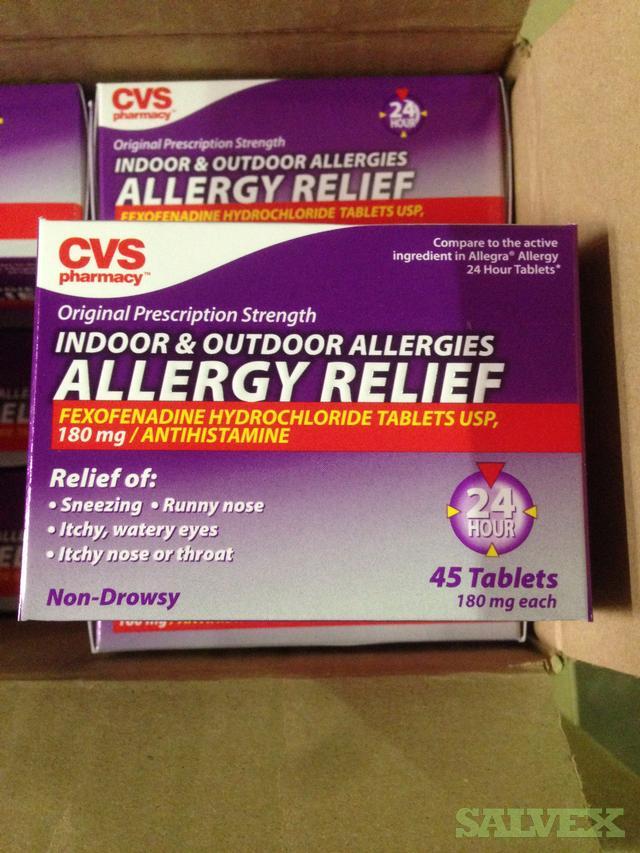 CVS
pharmacy
24
HOUR
Original Prescription Strength
INDOOR & OUTDOOR ALLERGIES
ALLERGY RELIEF
FEXOFENADINE HYDROCHLORIDE TABLETS USP,
CVS
pharmacy™
Compare to the active
ingredient in Allegra® Allergy
24 Hour Tablets*
Original Prescription Strength
INDOOR & OUTDOOR ALLERGIES
ALLERGY RELIEF
FEXOFENADINE HYDROCHLORIDE TABLETS USP,
180 mg / ANTIHISTAMINE
Relief of:
• Sneezing • Runny nose
• Itchy, watery eyes
• Itchy nose or throat
24
HOUR
45 Tablets
180 mg each
Non-Drowsy
SALVEX